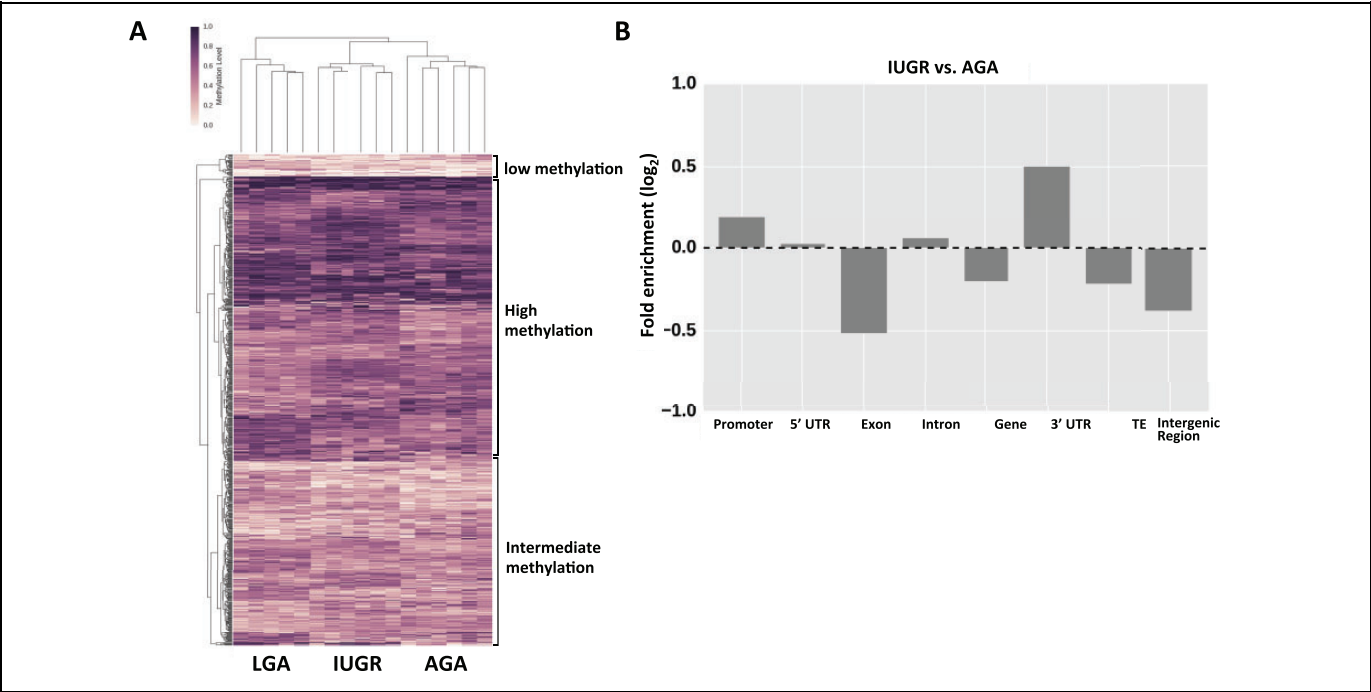 A
1.0
0.8
0.6
0.4
0.2
0.0
Methylation Level
low methylation
High
methylation
Intermediate
methylation
LGA IUGR AGA
B
IUGR vs. AGA
Fold enrichment (log2)
1.0
0.5
0.0
−0.5
−1.0
Promoter 5’ UTR Exon Intron Gene 3’ UTR TE Intergenic
Region